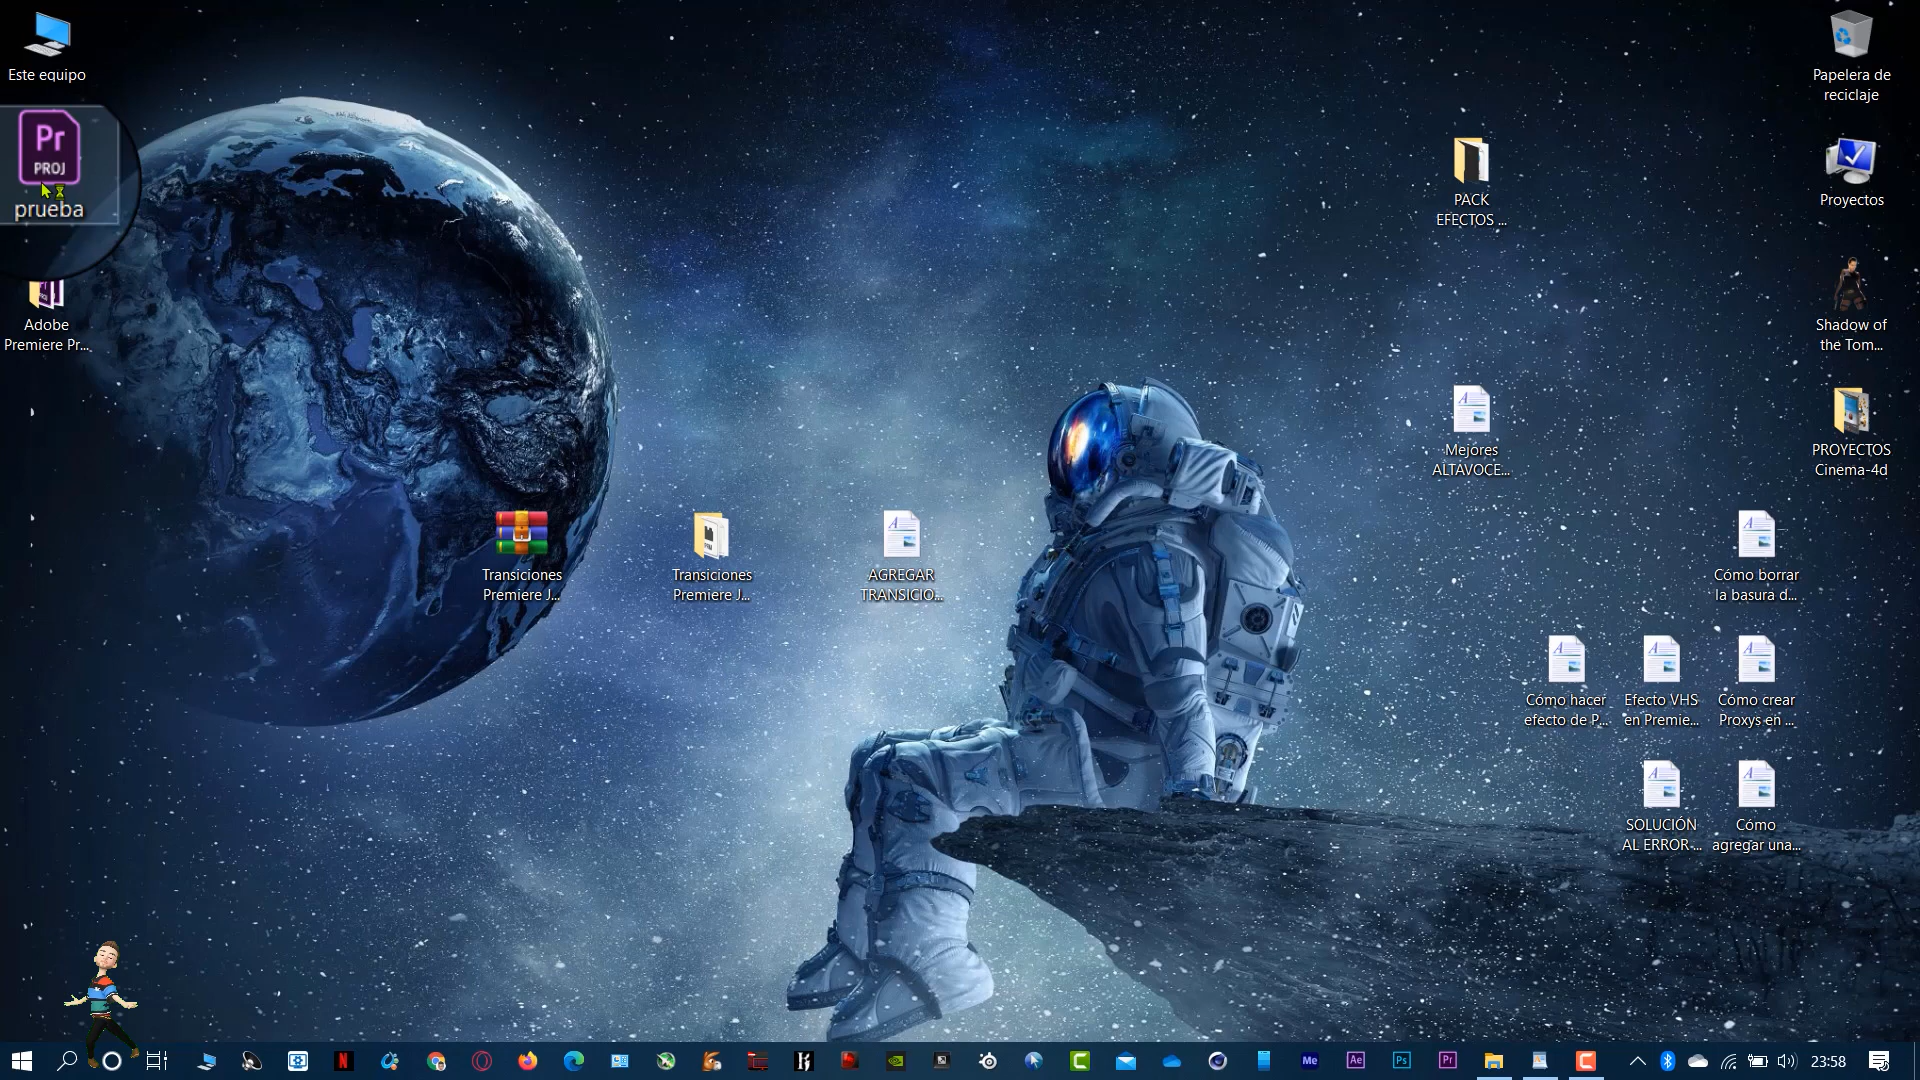 Este equipo
Papelera de
reciclaje
Pr
PROJ
prueba
PACK
EFECTOS ...
Proyectos
Adobe
Premiere Pr...
Shadow of
the Tom...
Mejores
ALTAVOCE...
PROYECTOS
Cinema-4d
Transiciones
Premiere J...
Transiciones
Premiere J...
AGREGAR
TRANSICIO...
Cómo borrar
la basura d...
Cómo hacer
efecto de P...
Efecto VHS
en Premie...
Cómo crear
Proxys en ...
SOLUCIÓN
AL ERROR-...
Cómo
agregar una...
N
Me
Ae
Ps
Pr
23:58